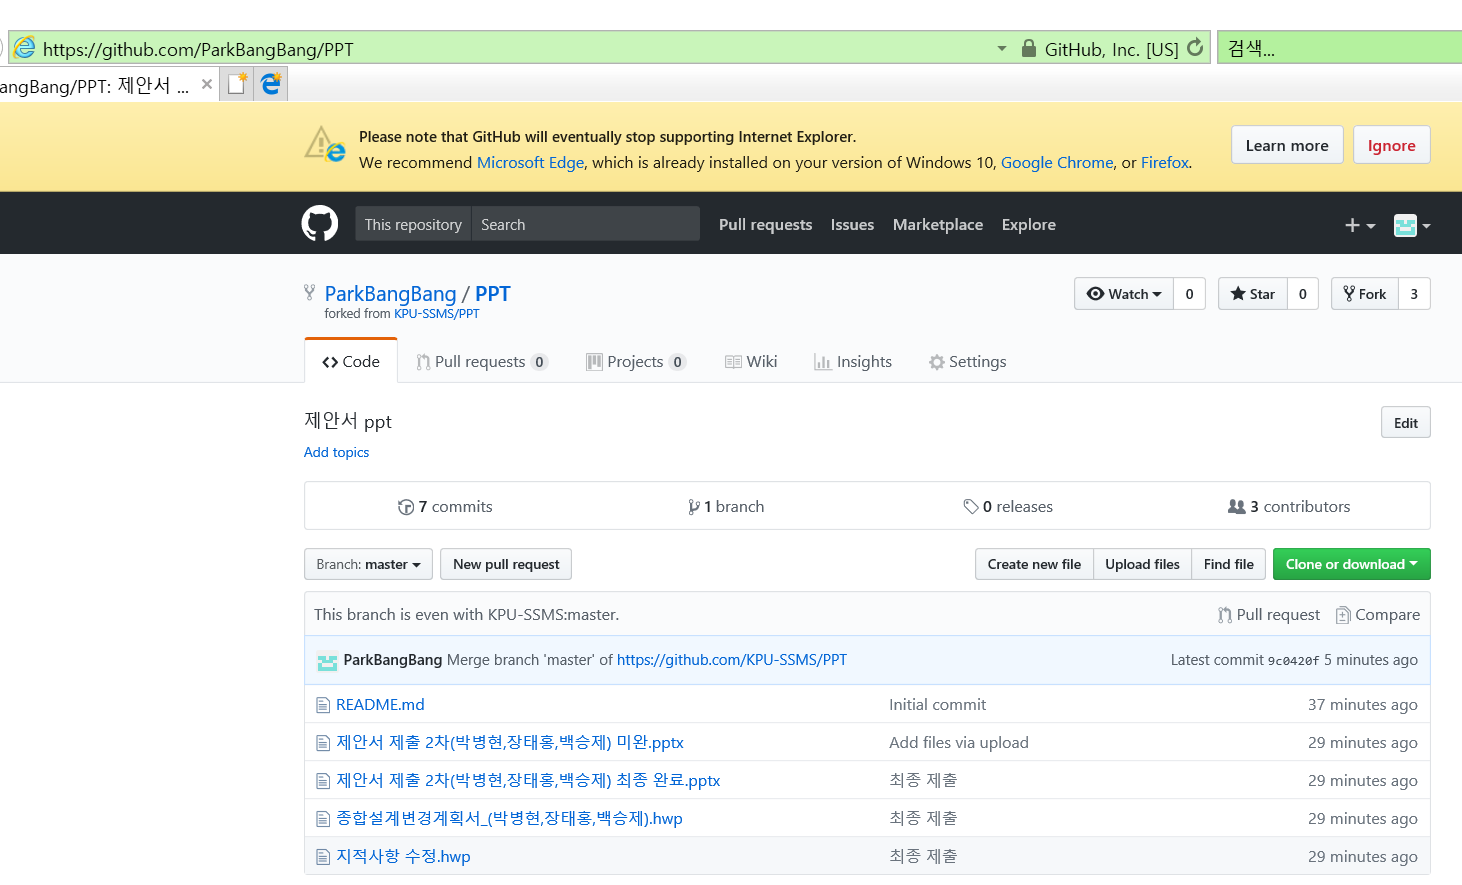 https://github.com/ParkBangBang/PPT GitHub, Inc. [US] 검색...
angBang/PPT: 제안서 ...
Please note that GitHub will eventually stop supporting Internet Explorer.
We recommend Microsoft Edge, which is already installed on your version of Windows 10, Google Chrome, or Firefox.
Learn more Ignore
This repository Search Pull requests Issues Marketplace Explore
ParkBangBang / PPT
forked from KPU-SSMS/PPT
Watch 0 Star 0 Fork 3
Code Pull requests 0 Projects 0 Wiki Insights Settings
제안서 ppt Edit
Add topics
7 commits 1 branch 0 releases 3 contributors
Branch: master New pull request Create new file Upload files Find file Clone or download
This branch is even with KPU-SSMS:master. Pull request Compare
ParkBangBang Merge branch 'master' of https://github.com/KPU-SSMS/PPT Latest commit 9c0420f 5 minutes ago
README.md Initial commit 37 minutes ago
제안서 제출 2차(박병현,장태홍,백승제) 미완.pptx Add files via upload 29 minutes ago
제안서 제출 2차(박병현,장태홍,백승제) 최종 완료.pptx 최종 제출 29 minutes ago
종합설계변경계획서_(박병현,장태홍,백승제).hwp 최종 제출 29 minutes ago
지적사항 수정.hwp 최종 제출 29 minutes ago